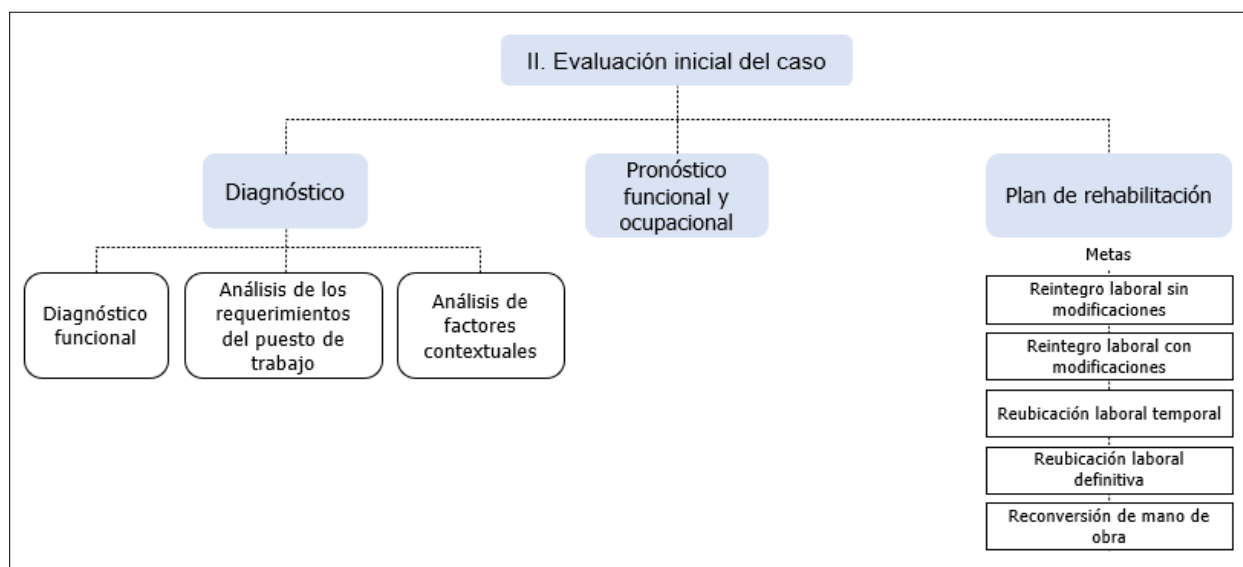 II. Evaluación inicial del caso
Diagnóstico
Pronóstico
funcional y
ocupacional
Plan de rehabilitación
Diagnóstico
funcional
Análisis de los
requerimientos
del puesto de
trabajo
Análisis de
factores
contextuales
Metas
Reintegro laboral sin
modificaciones
Reintegro laboral con
modificaciones
Reubicación laboral temporal
Reubicación laboral
definitiva
Reconversión de mano de
obra